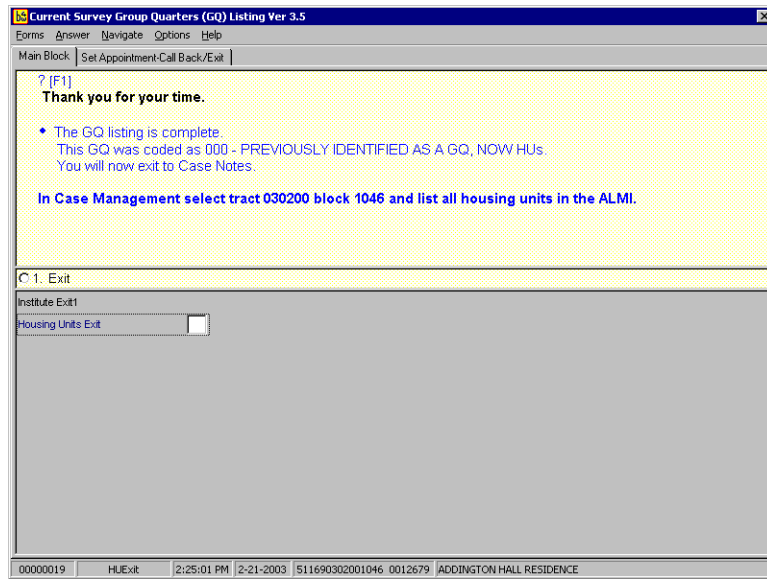 Current Survey Group Quarters (GQ) Listing Ver 3.5
Forms Answer Navigate Options Help
Main Block Set Appointment-Call Back/Exit
? [F1]
Thank you for your time.
The GQ listing is complete.
This GQ was coded as 000 - PREVIOUSLY IDENTIFIED AS A GQ, NOW HUs.
You will now exit to Case Notes.
In Case Management select tract 030200 block 1046 and list all housing units in the ALMI.
1. Exit
Institute Exit1
Housing Units Exit
00000019 HUExit 2:25:01 PM 2-21-2003 511690302001046 0012679 ADDINGTON HALL RESIDENCE